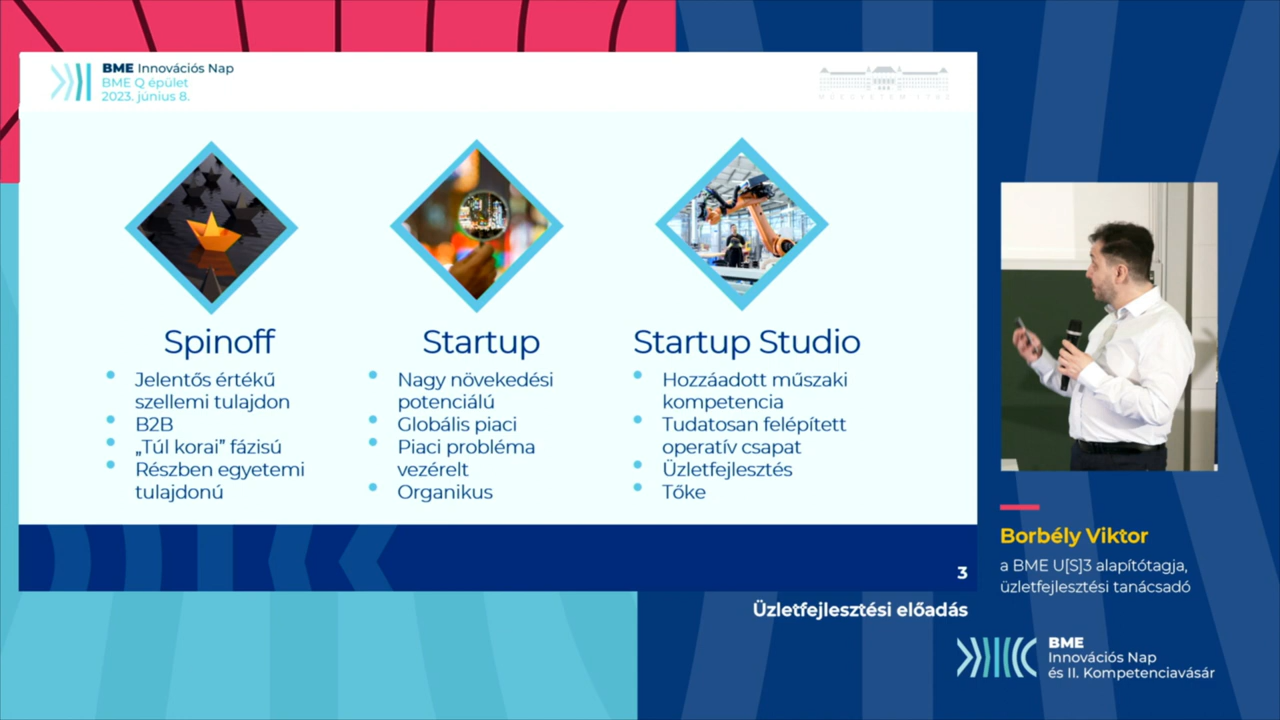 BME Innovációs Nap
BME Q épület
2023. június 8.
MŰEGYETEM 1782
Spinoff
Jelentős értékű
szellemi tulajdon
B2B
„Túl korai” fázisú
Részben egyetemi
tulajdonú
Startup
Nagy növekedési
potenciálú
Globális piaci
Piaci probléma
vezérelt
Organikus
Startup Studio
Hozzáadott műszaki
kompetencia
Tudatosan felépített
operatív csapat
Üzletfejlesztés
Tőke
3
Borbély Viktor
a BME U[S]3 alapítótagja,
üzletfejlesztési tanácsadó
Üzletfejlesztési előadás
BME
Innovációs Nap
és II. Kompetenciavásár